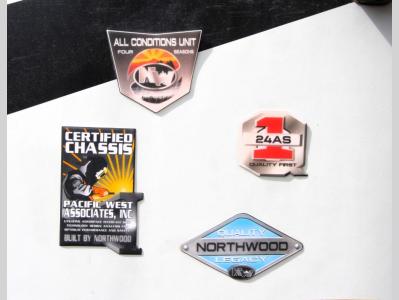 ALL CONDITIONS UNIT
FOUR SEASONS
CERTIFIED
CHASSIS
PACIFIC WEST
ASSOCIATES, INC
BUILT BY NORTHWOOD
1
24AS
QUALITY FIRST
QUALITY
NORTHWOOD
LEGACY